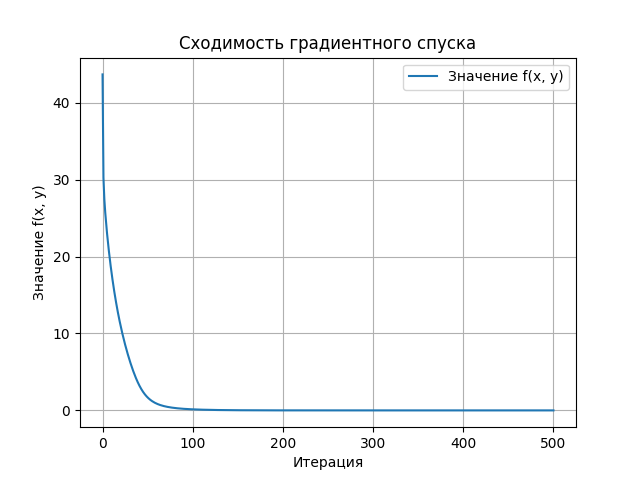 Сходимость градиентного спуска
Значение f(x, y)
Значение f(x, y)
40
30
20
10
0
0 100 200 300 400 500
Итерация